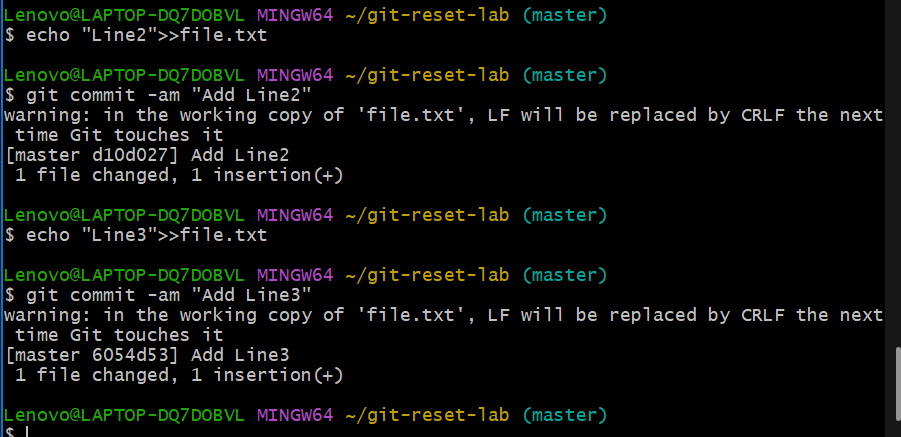 Lenovo@LAPTOP-DQ7DOBVL MINGW64 ~/git-reset-lab (master)
$ echo "Line2">>file.txt
Lenovo@LAPTOP-DQ7DOBVL MINGW64 ~/git-reset-lab (master)
$ git commit -am "Add Line2"
warning: in the working copy of 'file.txt', LF will be replaced by CRLF the next
 time Git touches it
[master d10d027] Add Line2
 1 file changed, 1 insertion(+)
Lenovo@LAPTOP-DQ7DOBVL MINGW64 ~/git-reset-lab (master)
$ echo "Line3">>file.txt
Lenovo@LAPTOP-DQ7DOBVL MINGW64 ~/git-reset-lab (master)
$ git commit -am "Add Line3"
warning: in the working copy of 'file.txt', LF will be replaced by CRLF the next
 time Git touches it
[master 6054d53] Add Line3
 1 file changed, 1 insertion(+)
Lenovo@LAPTOP-DQ7DOBVL MINGW64 ~/git-reset-lab (master)
$